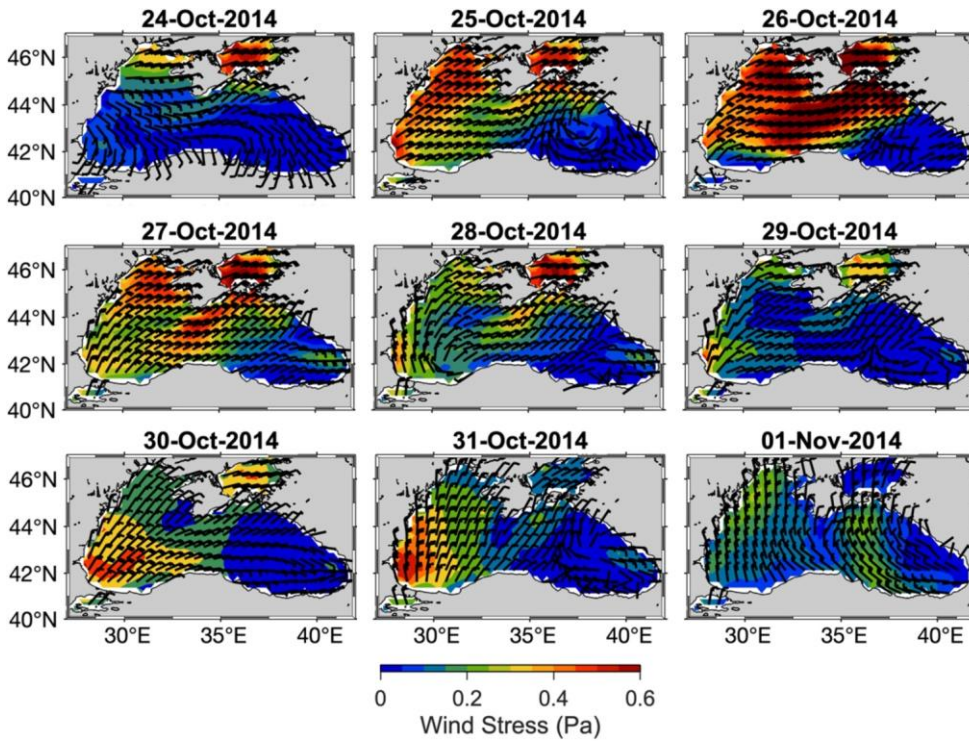 24-Oct-2014 25-Oct-2014 26-Oct-2014
46°N
44°N
42°N
40°N
27-Oct-2014 28-Oct-2014 29-Oct-2014
46°N
44°N
42°N
40°N
30-Oct-2014 31-Oct-2014 01-Nov-2014
46°N
44°N
42°N
40°N
30°E 35°E 40°E 30°E 35°E 40°E 30°E 35°E 40°E
0 0.2 0.4 0.6
Wind Stress (Pa)